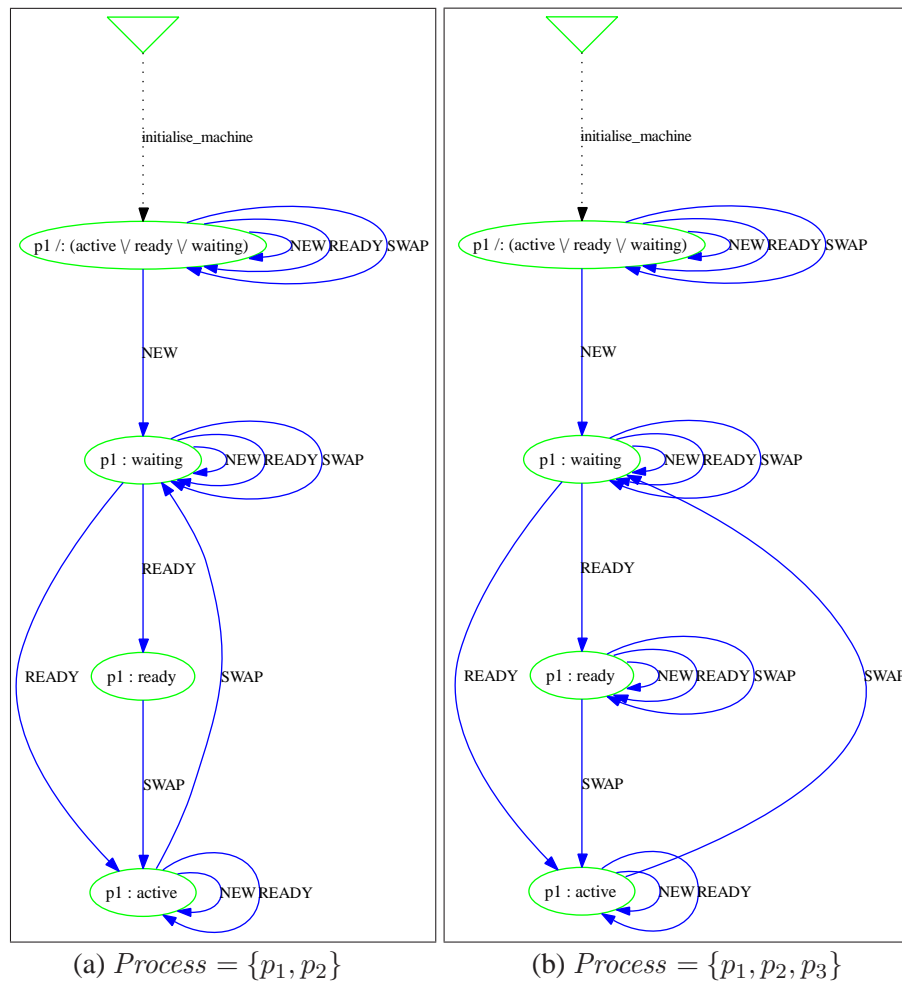 initialise_machine
p1 /: (active \/ ready \/ waiting)
NEW
READY
SWAP
NEW
p1 : waiting
NEW
READY
SWAP
READY
READY
p1 : ready
SWAP
SWAP
p1 : active
NEW
READY
(a) Process = {p1, p2}
initialise_machine
p1 /: (active \/ ready \/ waiting)
NEW
READY
SWAP
NEW
p1 : waiting
NEW
READY
SWAP
READY
READY
p1 : ready
NEW
READY
SWAP
SWAP
SWAP
p1 : active
NEW
READY
(b) Process = {p1, p2, p3}